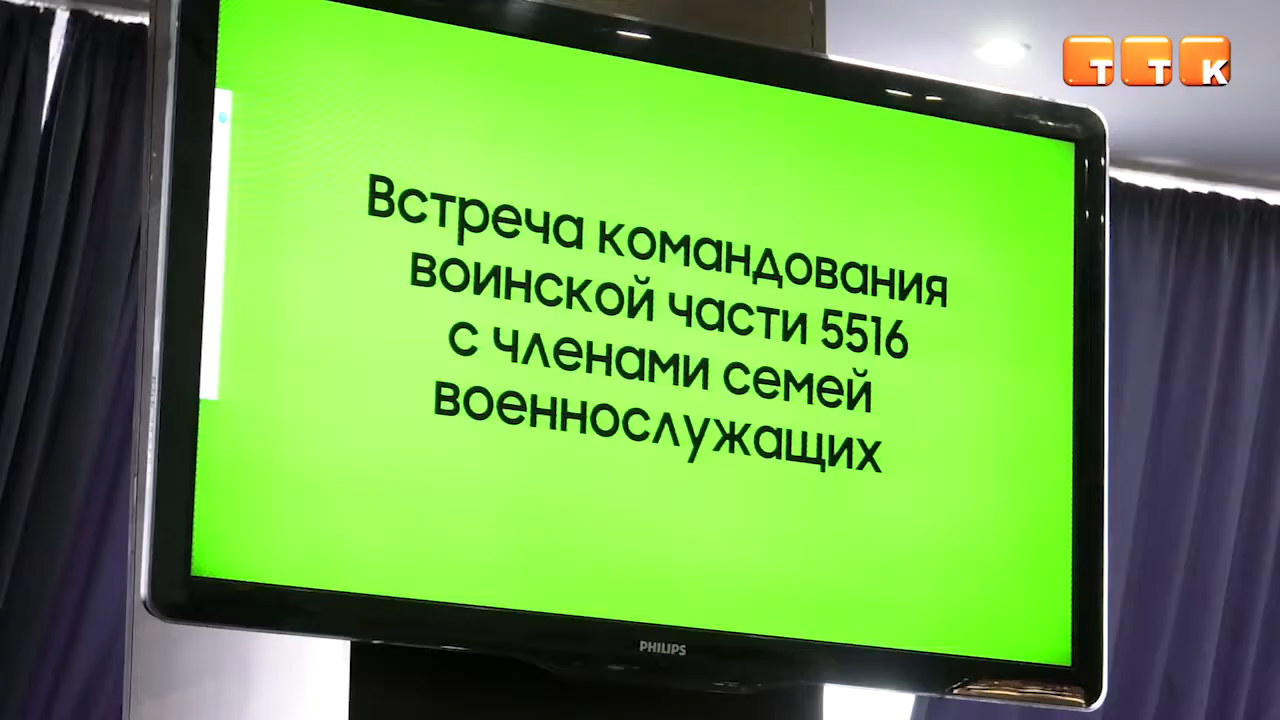 ТТК
Встреча командования
воинской части 5516
с членами семей
военнослужащих
PHILIPS